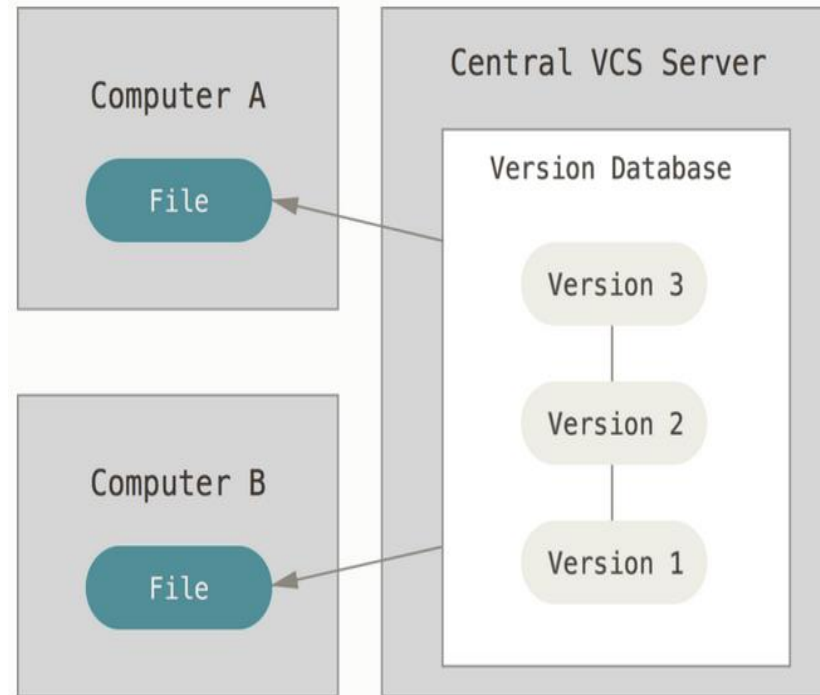 Computer A
File
Central VCS Server
Version Database
Version 3
Version 2
Version 1
Computer B
File